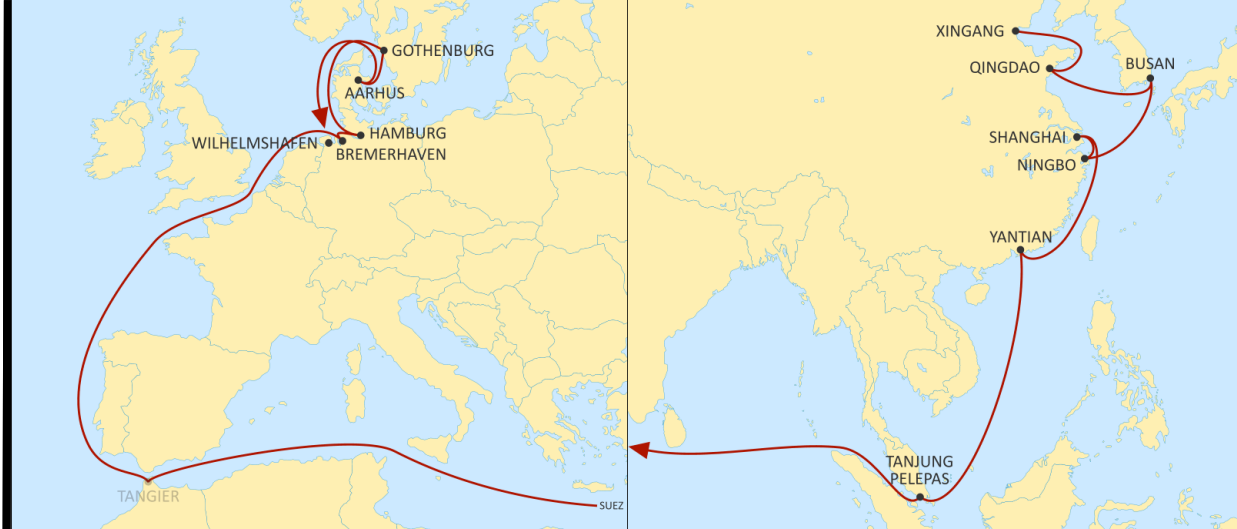 GOTHENBURG
AARHUS
HAMBURG
WILHELMSHAFEN
BREMERHAVEN
TANGIER
SUEZ
XINGANG
QINGDAO
BUSAN
SHANGHAI
NINGBO
YANTIAN
TANJUNG
PELEPAS